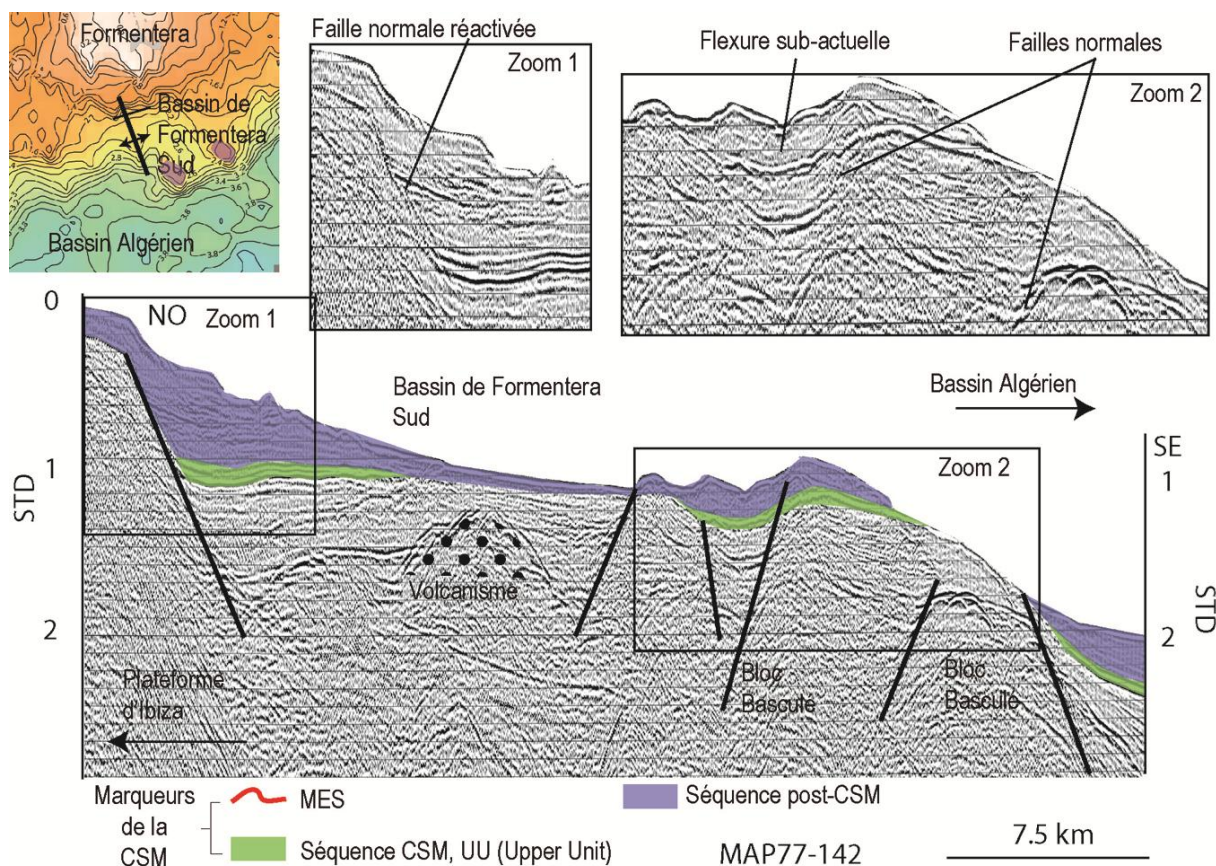 Formentera
Bassin de
Formentera
Sud
Bassin Algérien
Faille normale réactivée
Zoom 1
Flexure sub-actuelle
Failles normales
Zoom 2
0
NO
Zoom 1
Bassin de Formentera
Sud
Bassin Algérien
SE
1
1
STD
Zoom 2
Volcanisme
2
2
STD
Plateforme
d'Ibiza
Bloc
Basculé
Bloc
Basculé
Marqueurs
de la
CSM
MES
Séquence post-CSM
Séquence CSM, UU (Upper Unit)
MAP77-142
7.5 km